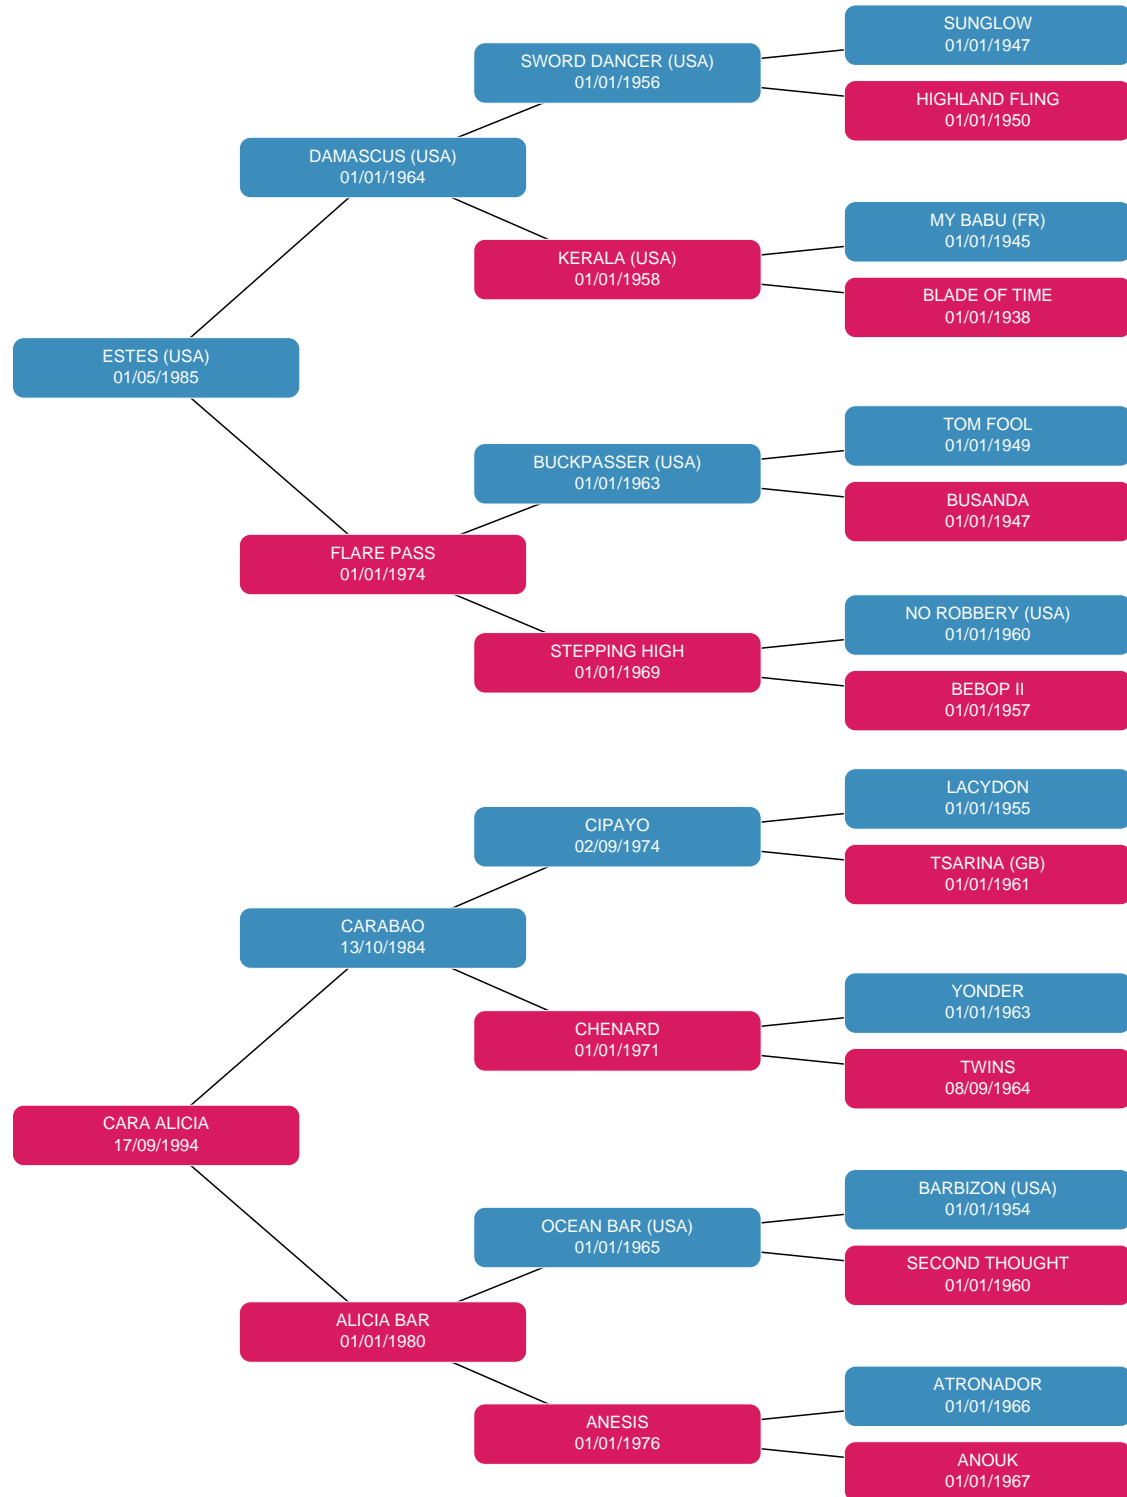 SUNGLOW
01/01/1947
SWORD DANCER (USA)
01/01/1956
HIGHLAND FLING
01/01/1950
DAMASCUS (USA)
01/01/1964
MY BABU (FR)
01/01/1945
KERALA (USA)
01/01/1958
BLADE OF TIME
01/01/1938
ESTES (USA)
01/05/1985
TOM FOOL
01/01/1949
BUCKPASSER (USA)
01/01/1963
BUSANDA
01/01/1947
FLARE PASS
01/01/1974
NO ROBBERY (USA)
01/01/1960
STEPPING HIGH
01/01/1969
BEBOP II
01/01/1957
LACYDON
01/01/1955
CIPAYO
02/09/1974
TSARINA (GB)
01/01/1961
CARABAO
13/10/1984
YONDER
01/01/1963
CHENARD
01/01/1971
TWINS
08/09/1964
CARA ALICIA
17/09/1994
BARBIZON (USA)
01/01/1954
OCEAN BAR (USA)
01/01/1965
SECOND THOUGHT
01/01/1960
ALICIA BAR
01/01/1980
ATRONADOR
01/01/1966
ANESIS
01/01/1976
ANOUK
01/01/1967